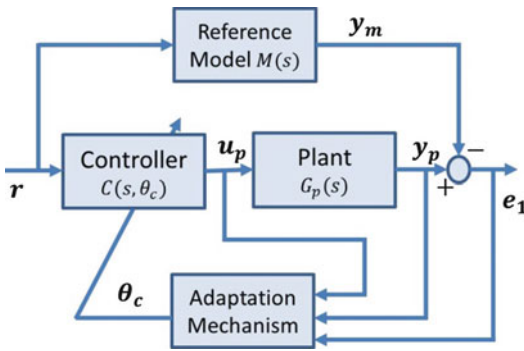 Reference
Model M(s)
y_m
Controller
C(s, θ_c)
u_p
Plant
G_p(s)
y_p
−
+
r
e_1
θ_c
Adaptation
Mechanism